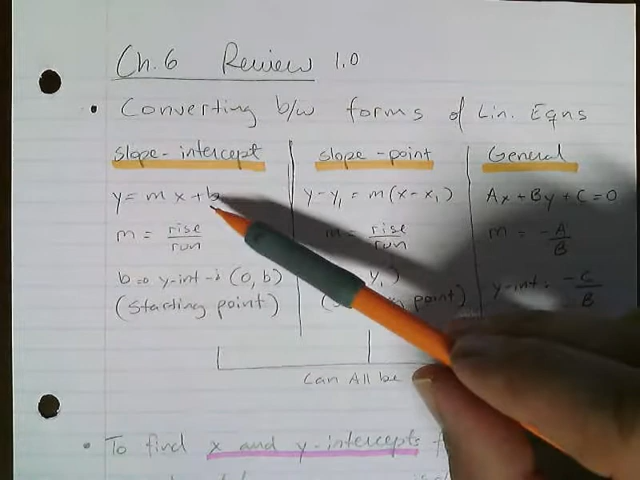 Ch.6 Review 1.0
• Converting b/w forms of Lin. Eqns
slope-intercept
y = mx + b
m = rise/run
b => y-int → (0, b)
(starting point)
slope-point
y - y₁ = m(x - x₁)
m = rise/run
y₁)
point)
General
Ax + By + C = 0
m = -A/B
y-int = -C/B
Can All be
• To find x and y-intercepts